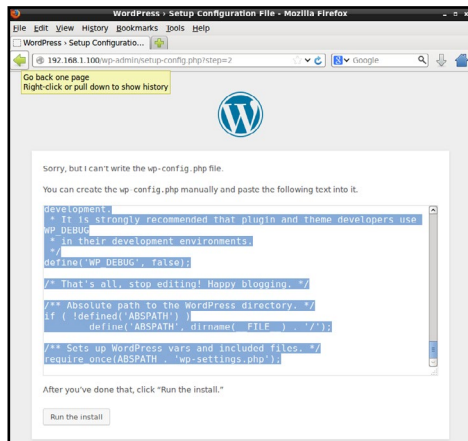 WordPress › Setup Configuration File - Mozilla Firefox
File Edit View History Bookmarks Tools Help
WordPress › Setup Configuratio...
192.168.1.100/wp-admin/setup-config.php?step=2
Google
Go back one page
Right-click or pull down to show history
Sorry, but I can't write the wp-config.php file.
You can create the wp-config.php manually and paste the following text into it.
development.
 * It is strongly recommended that plugin and theme developers use
WP_DEBUG
 * in their development environments.
 */
define('WP_DEBUG', false);
/* That's all, stop editing! Happy blogging. */
/** Absolute path to the WordPress directory. */
if ( !defined('ABSPATH') )
        define('ABSPATH', dirname(__FILE__) . '/');
/** Sets up WordPress vars and included files. */
require_once(ABSPATH . 'wp-settings.php');
After you've done that, click “Run the install.”
Run the install